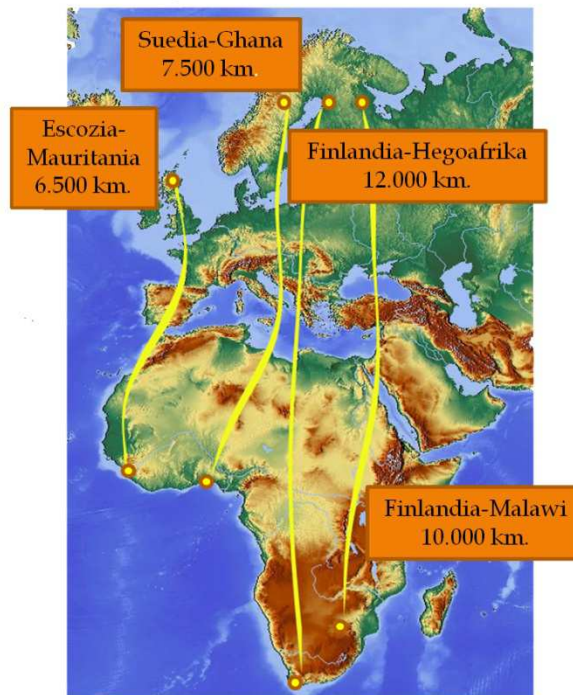 Suedia-Ghana
7.500 km.
Escozia-
Mauritania
6.500 km.
Finlandia-Hegoafrika
12.000 km.
Finlandia-Malawi
10.000 km.